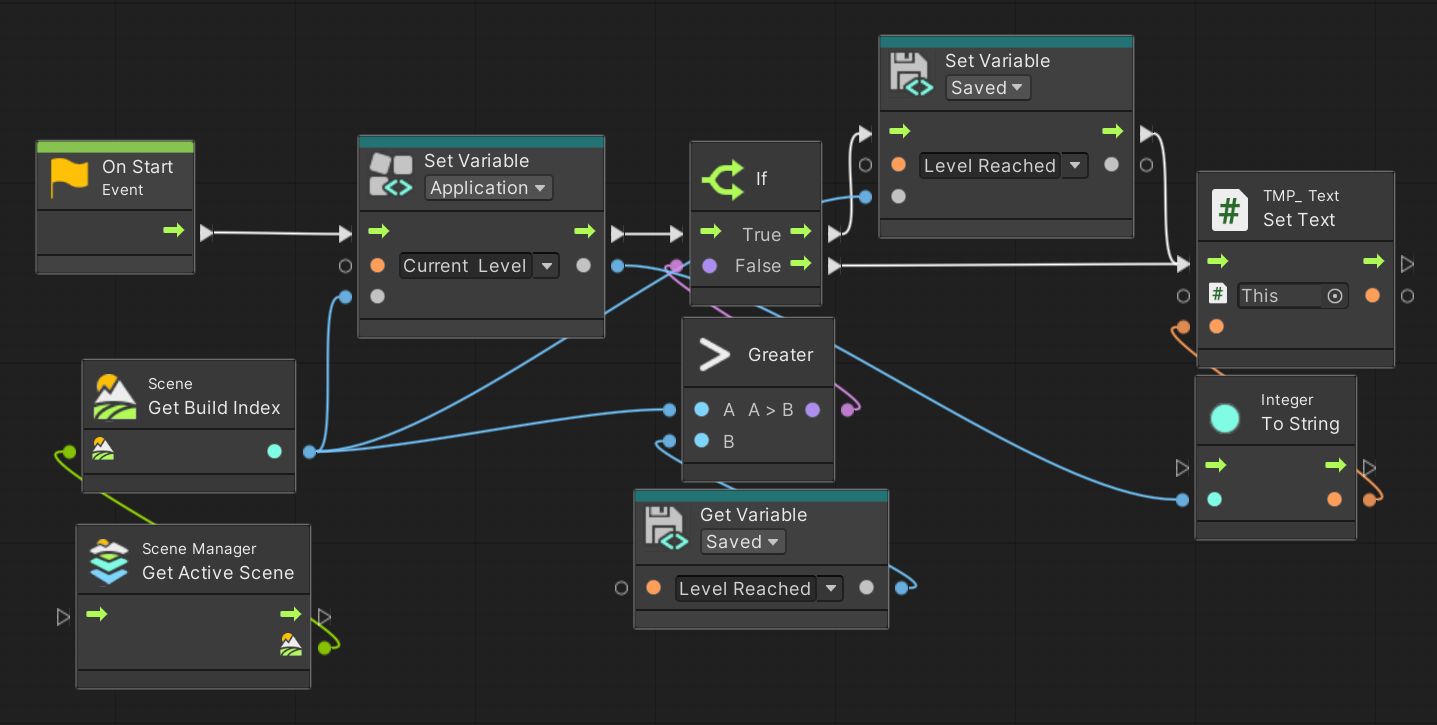 On Start
Event
Set Variable
Application
Current Level
If
True
False
Set Variable
Saved
Level Reached
TMP_ Text
Set Text
#
#
This
Scene
Get Build Index
Greater
A A > B
B
Integer
To String
Scene Manager
Get Active Scene
Get Variable
Saved
Level Reached